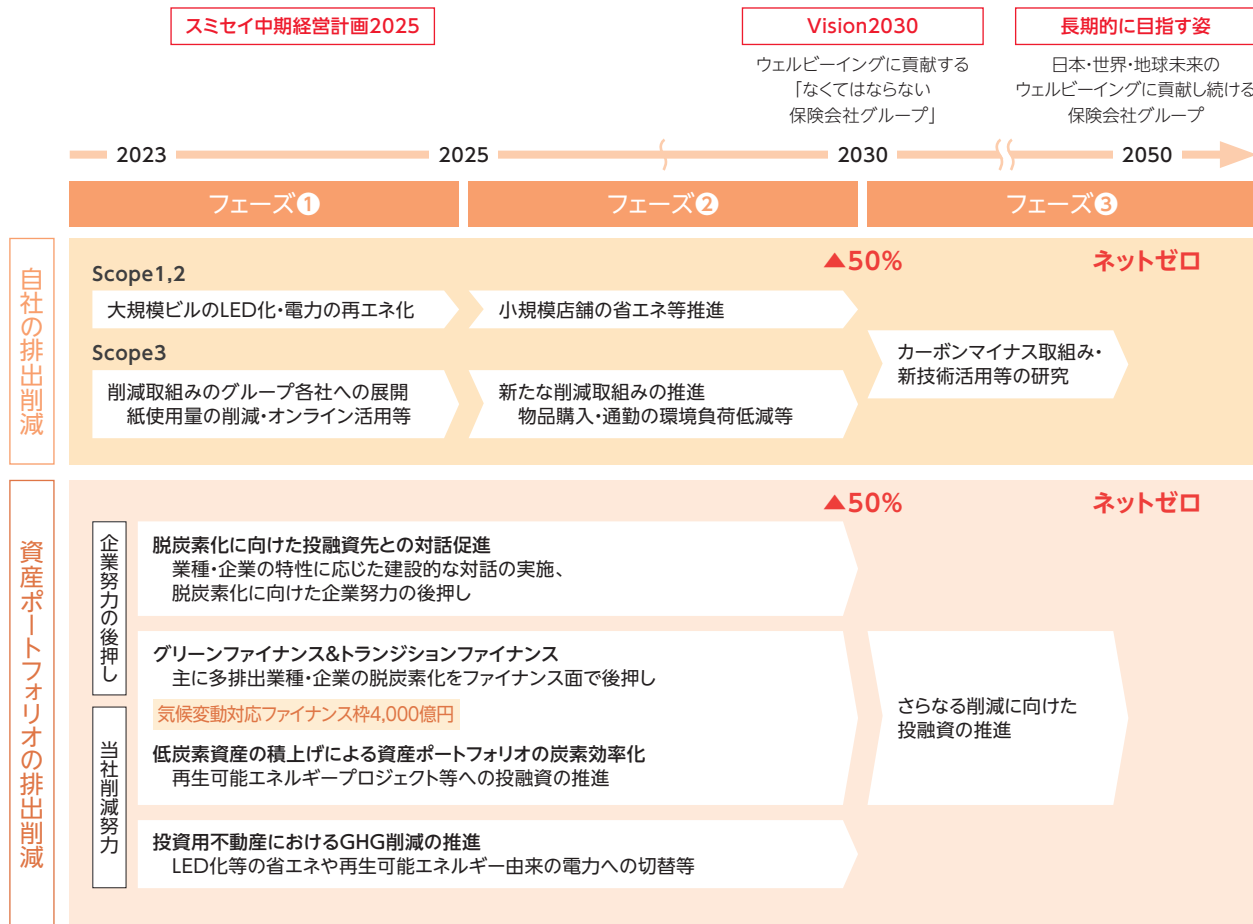 スミセイ中期経営計画2025
Vision2030
長期的に目指す姿
ウェルビーイングに貢献する
「なくてはならない
保険会社グループ」
日本・世界・地球未来の
ウェルビーイングに貢献し続ける
保険会社グループ
2023
2025
2030
2050
フェーズ❶
フェーズ❷
フェーズ❸
自社の排出削減
▲50%
ネットゼロ
Scope1,2
大規模ビルのLED化・電力の再エネ化
小規模店舗の省エネ等推進
Scope3
削減取組みのグループ各社への展開
紙使用量の削減・オンライン活用等
新たな削減取組みの推進
物品購入・通勤の環境負荷低減等
カーボンマイナス取組み・
新技術活用等の研究
資産ポートフォリオの排出削減
▲50%
ネットゼロ
企業努力の後押し
脱炭素化に向けた投融資先との対話促進
業種・企業の特性に応じた建設的な対話の実施、
脱炭素化に向けた企業努力の後押し
グリーンファイナンス&トランジションファイナンス
主に多排出業種・企業の脱炭素化をファイナンス面で後押し
気候変動対応ファイナンス枠4,000億円
当社削減努力
低炭素資産の積上げによる資産ポートフォリオの炭素効率化
再生可能エネルギープロジェクト等への投融資の推進
さらなる削減に向けた
投融資の推進
投資用不動産におけるGHG削減の推進
LED化等の省エネや再生可能エネルギー由来の電力への切替等